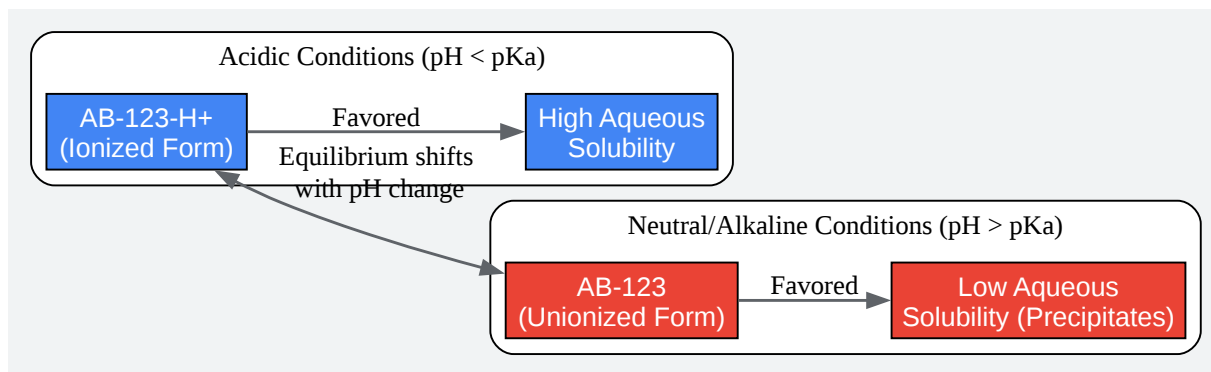 Acidic Conditions (pH < pKa)
AB-123-H+
(Ionized Form)
Favored
High Aqueous
Solubility
Equilibrium shifts
with pH change
Neutral/Alkaline Conditions (pH > pKa)
AB-123
(Unionized Form)
Favored
Low Aqueous
Solubility (Precipitates)